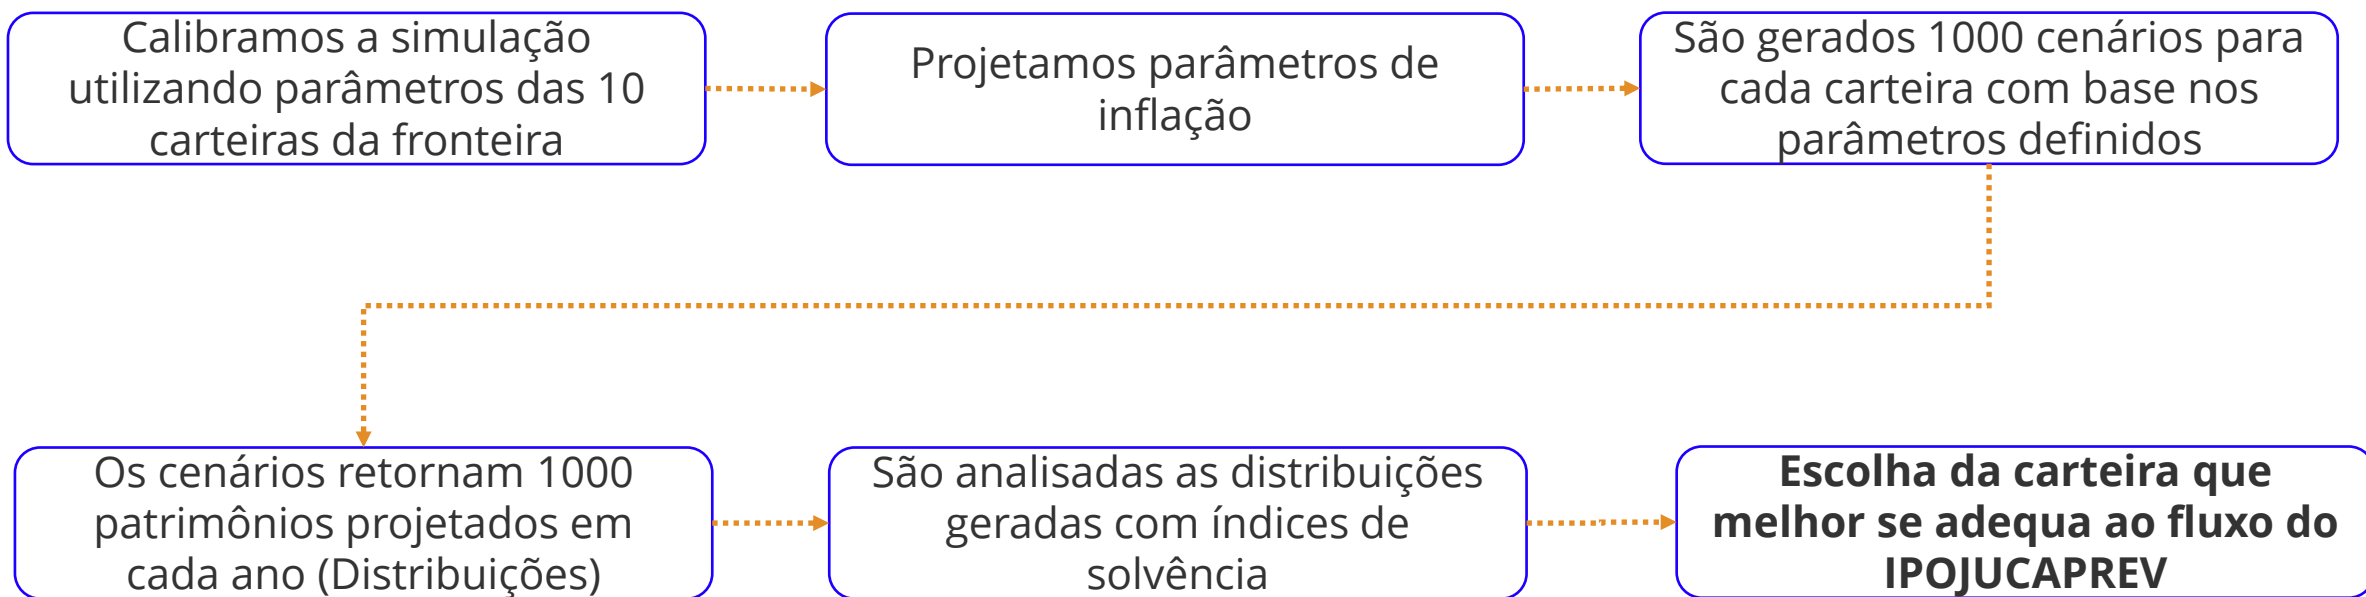 Calibramos a simulação
utilizando parâmetros das 10
carteiras da fronteira
Projetamos parâmetros de
inflação
São gerados 1000 cenários para
cada carteira com base nos
parâmetros definidos
Os cenários retornam 1000
patrimônios projetados em
cada ano (Distribuições)
São analisadas as distribuições
geradas com índices de
solvência
Escolha da carteira que
melhor se adequa ao fluxo do
IPOJUCAPREV